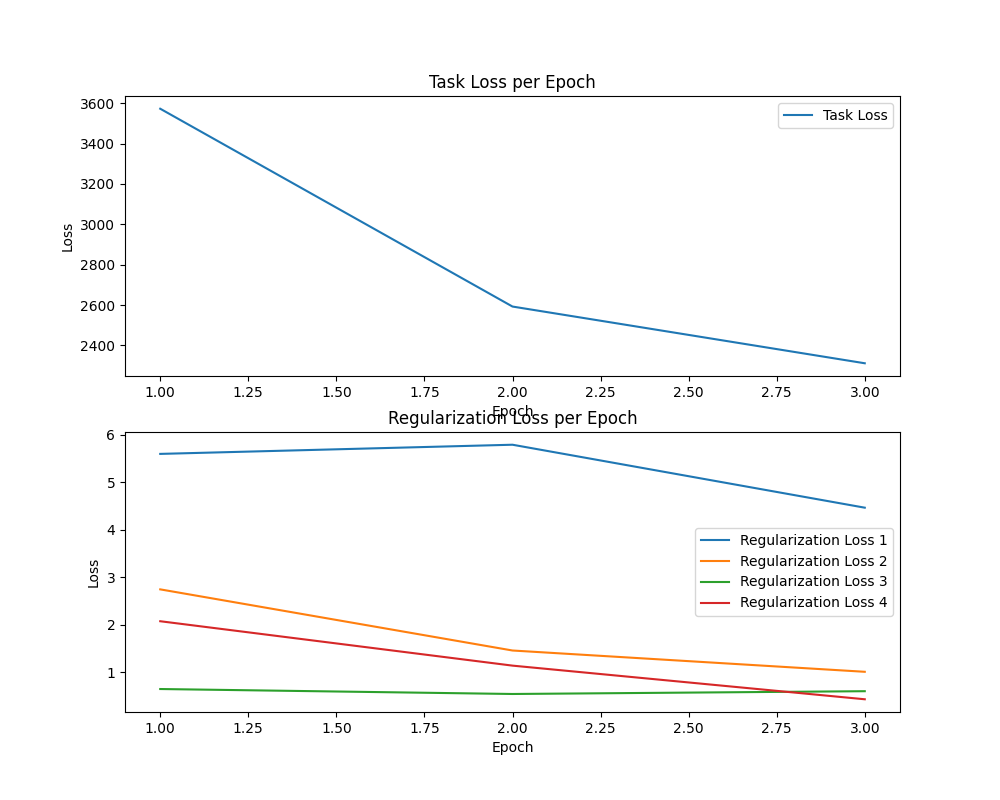 Task Loss per Epoch
Loss
3600
3400
3200
3000
2800
2600
2400
Task Loss
1.00 1.25 1.50 1.75 2.00 2.25 2.50 2.75 3.00
Epoch
Regularization Loss per Epoch
Loss
6
5
4
3
2
1
Regularization Loss 1
Regularization Loss 2
Regularization Loss 3
Regularization Loss 4
1.00 1.25 1.50 1.75 2.00 2.25 2.50 2.75 3.00
Epoch